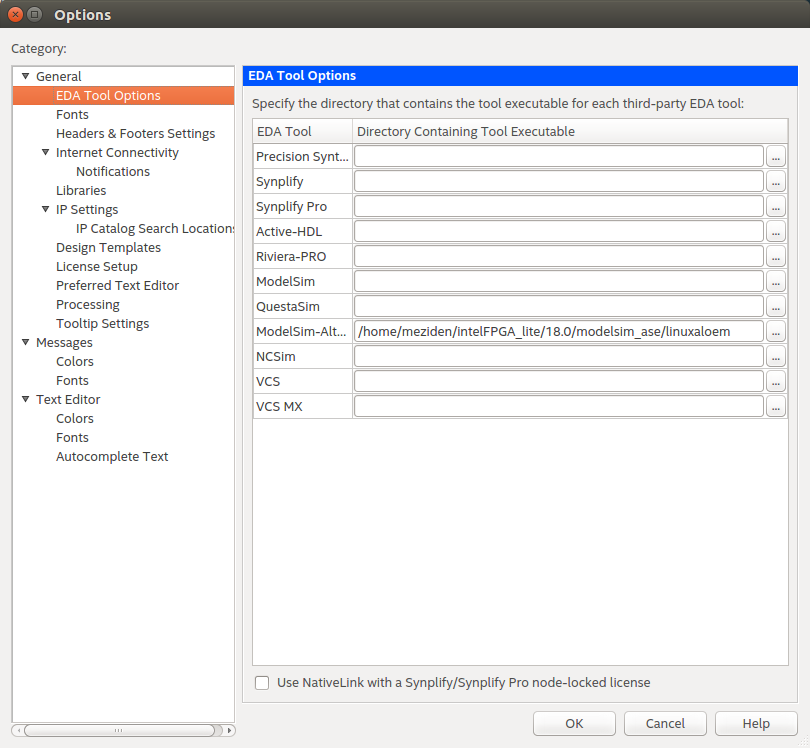 Options
Category:
General
EDA Tool Options
Fonts
Headers & Footers Settings
Internet Connectivity
Notifications
Libraries
IP Settings
IP Catalog Search Locations
Design Templates
License Setup
Preferred Text Editor
Processing
Tooltip Settings
Messages
Colors
Fonts
Text Editor
Colors
Fonts
Autocomplete Text
EDA Tool Options
Specify the directory that contains the tool executable for each third-party EDA tool:
EDA Tool Directory Containing Tool Executable
Precision Synt... ...
Synplify ...
Synplify Pro ...
Active-HDL ...
Riviera-PRO ...
ModelSim ...
QuestaSim ...
ModelSim-Alt... /home/meziden/intelFPGA_lite/18.0/modelsim_ase/linuxaloem ...
NCSim ...
VCS ...
VCS MX ...
Use NativeLink with a Synplify/Synplify Pro node-locked license
OK Cancel Help